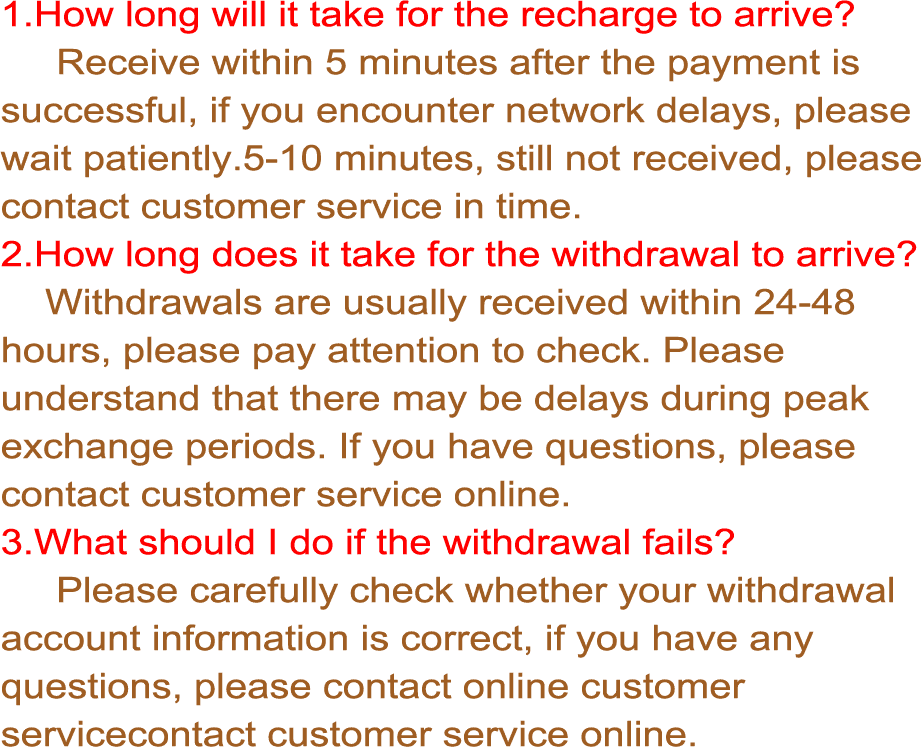 1.How long will it take for the recharge to arrive?
Receive within 5 minutes after the payment is
successful, if you encounter network delays, please
wait patiently.5-10 minutes, still not received, please
contact customer service in time.
2.How long does it take for the withdrawal to arrive?
Withdrawals are usually received within 24-48
hours, please pay attention to check. Please
understand that there may be delays during peak
exchange periods. If you have questions, please
contact customer service online.
3.What should I do if the withdrawal fails?
Please carefully check whether your withdrawal
account information is correct, if you have any
questions, please contact online customer
servicecontact customer service online.